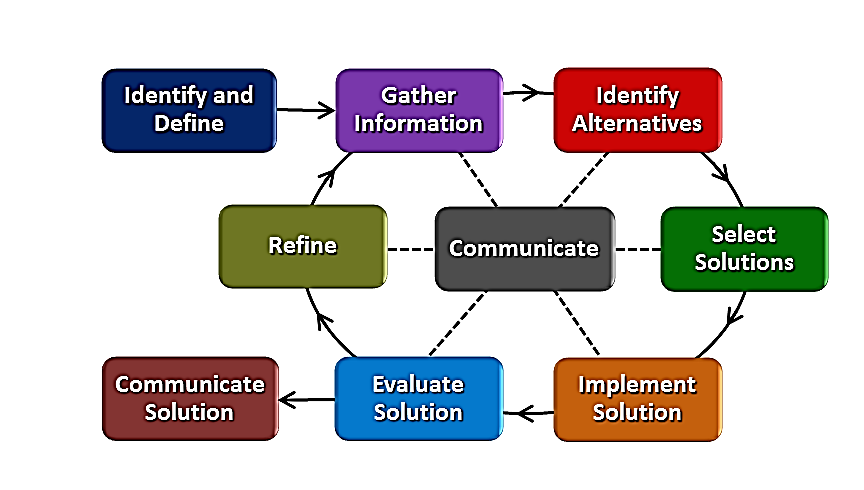 Identify and
Define
Gather
Information
Identify
Alternatives
Refine
Communicate
Select
Solutions
Communicate
Solution
Evaluate
Solution
Implement
Solution